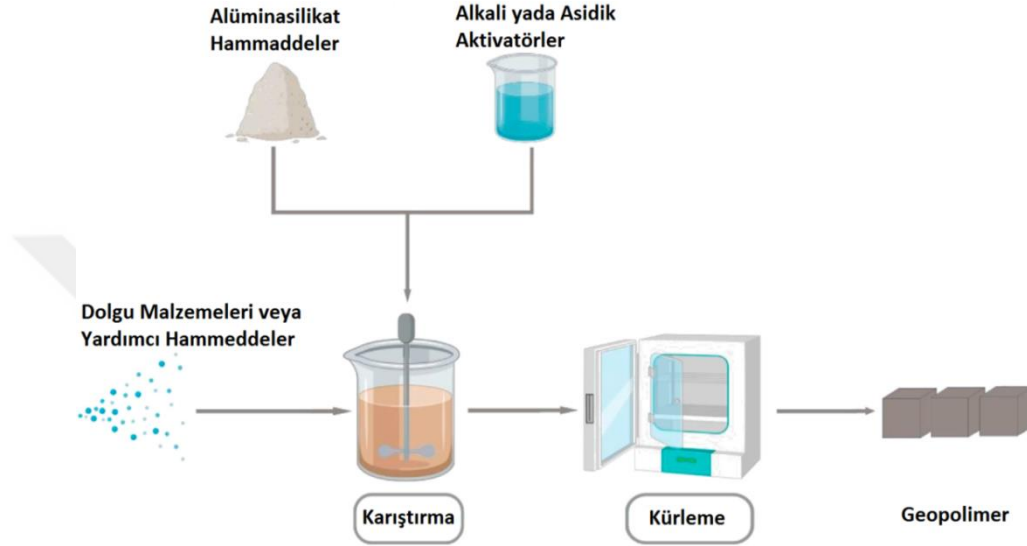 Alüminasilikat
Hammaddeler
Alkali yada Asidik
Aktivatörler
Dolgu Malzemeleri veya
Yardımcı Hammeddeler
Karıştırma
Kürleme
Geopolimer